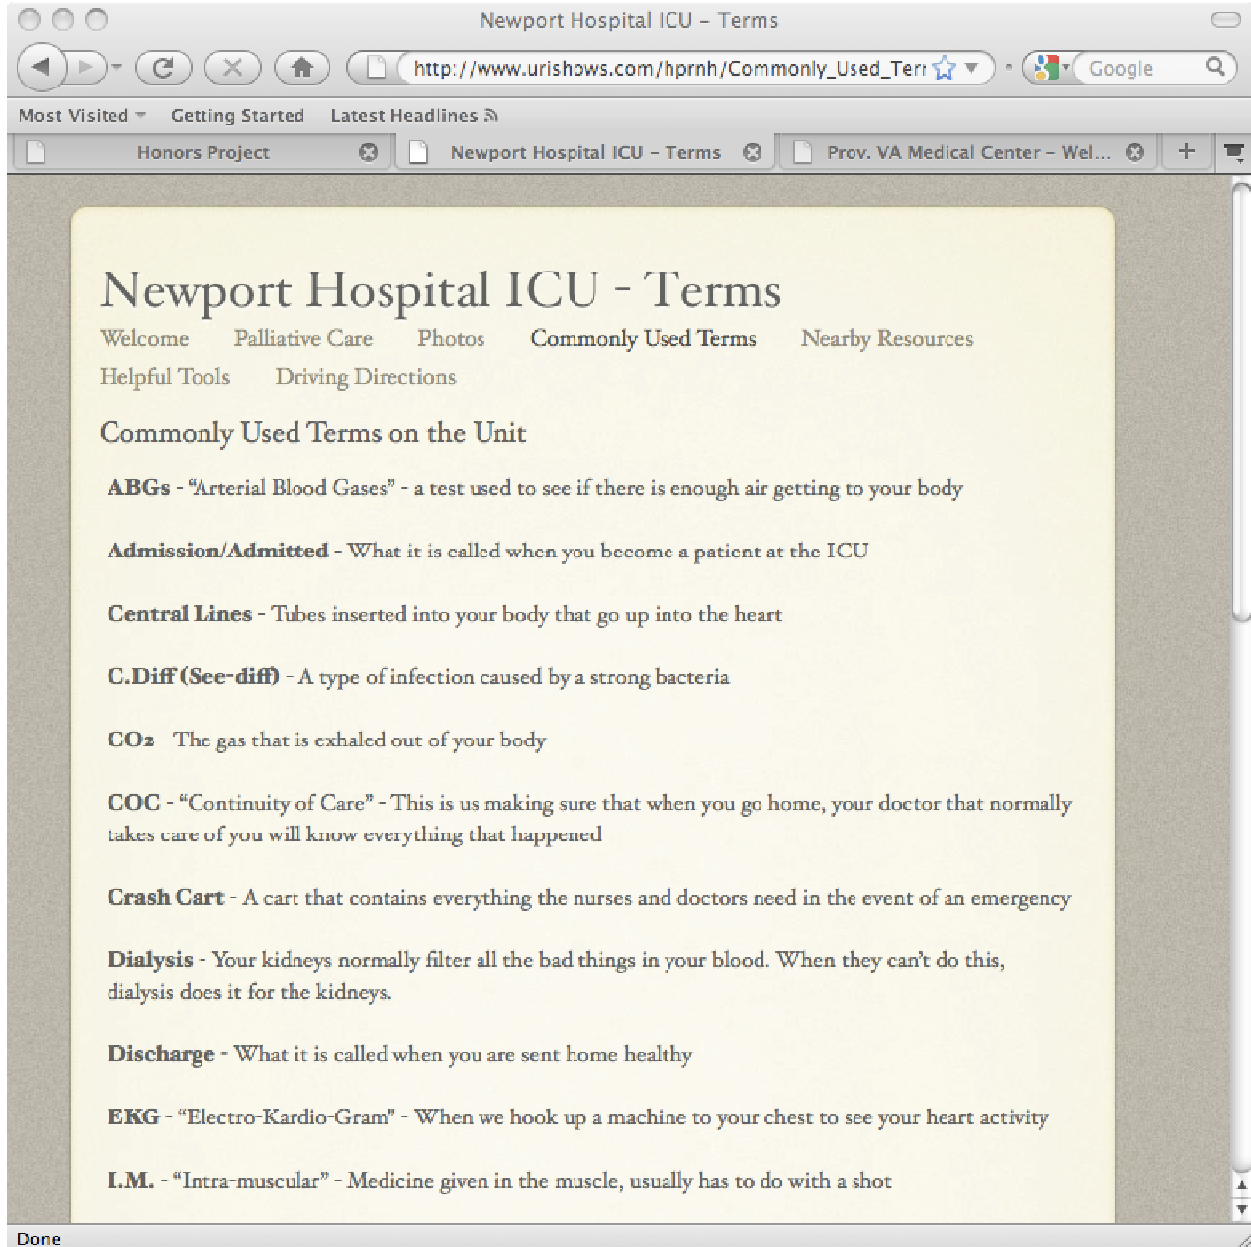 Newport Hospital ICU – Terms
http://www.urishows.com/hprnh/Commonly_Used_Terr
Google
Most Visited Getting Started Latest Headlines
Honors Project Newport Hospital ICU – Terms Prov. VA Medical Center – Wel...
Newport Hospital ICU - Terms
Welcome Palliative Care Photos Commonly Used Terms Nearby Resources
Helpful Tools Driving Directions
Commonly Used Terms on the Unit
ABGs - “Arterial Blood Gases” - a test used to see if there is enough air getting to your body
Admission/Admitted - What it is called when you become a patient at the ICU
Central Lines - Tubes inserted into your body that go up into the heart
C.Diff (See-diff) - A type of infection caused by a strong bacteria
CO2 The gas that is exhaled out of your body
COC - “Continuity of Care” - This is us making sure that when you go home, your doctor that normally
takes care of you will know everything that happened
Crash Cart - A cart that contains everything the nurses and doctors need in the event of an emergency
Dialysis - Your kidneys normally filter all the bad things in your blood. When they can’t do this,
dialysis does it for the kidneys.
Discharge - What it is called when you are sent home healthy
EKG - “Electro-Kardio-Gram” - When we hook up a machine to your chest to see your heart activity
I.M. - “Intra-muscular” - Medicine given in the muscle, usually has to do with a shot
Done